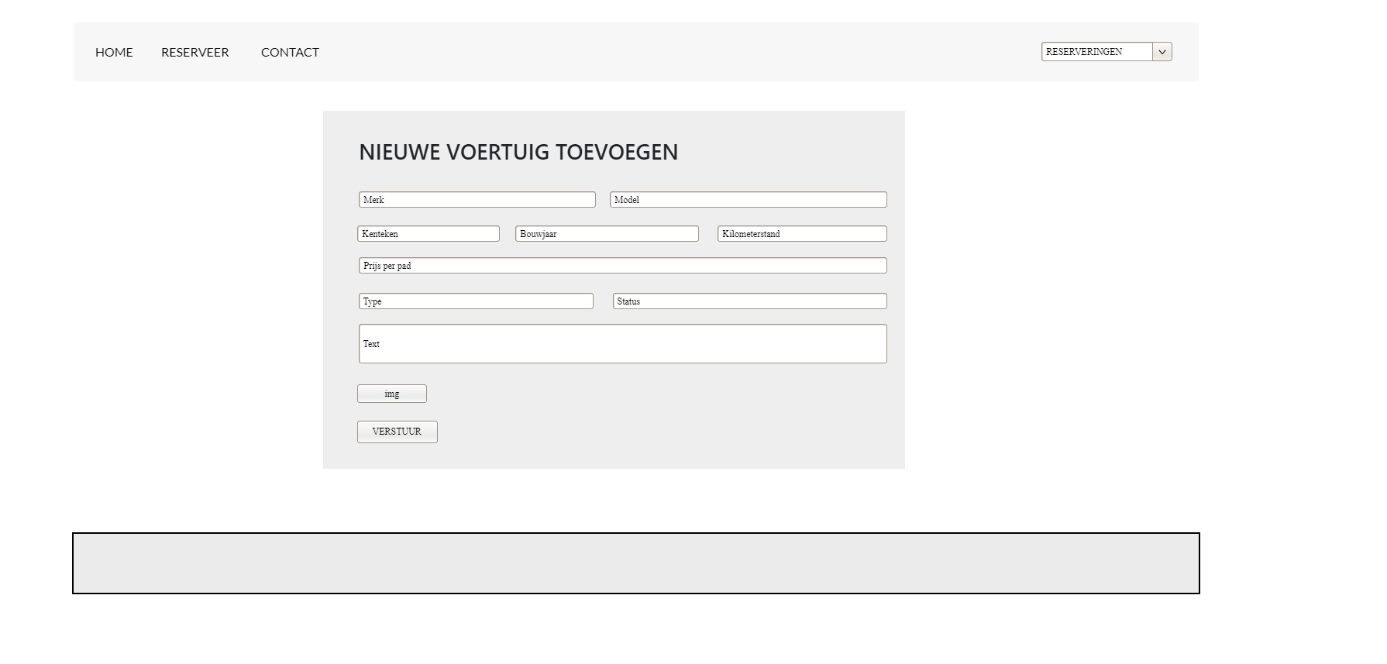 HOME RESERVEER CONTACT RESERVERINGEN
NIEUWE VOERTUIG TOEVOEGEN
Merk Model
Kenteken Bouwjaar Kilometerstand
Prijs per pad
Type Status
Text
img
VERSTUUR